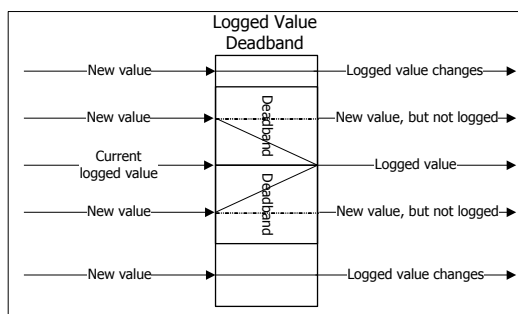 Logged Value
Deadband
New value
Logged value changes
New value
Deadband
New value, but not logged
Current
logged value
Logged value
New value
Deadband
New value, but not logged
New value
Logged value changes